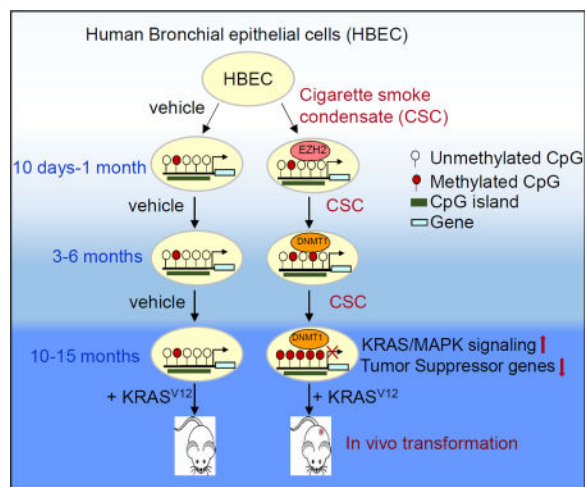 Human Bronchial epithelial cells (HBEC)
HBEC
vehicle
Cigarette smoke
condensate (CSC)
EZH2
10 days-1 month
Unmethylated CpG
Methylated CpG
CpG island
Gene
vehicle
CSC
3-6 months
DNMT1
vehicle
CSC
10-15 months
DNMT1
KRAS/MAPK signaling
Tumor Suppressor genes
+ KRASV12
+ KRASV12
In vivo transformation